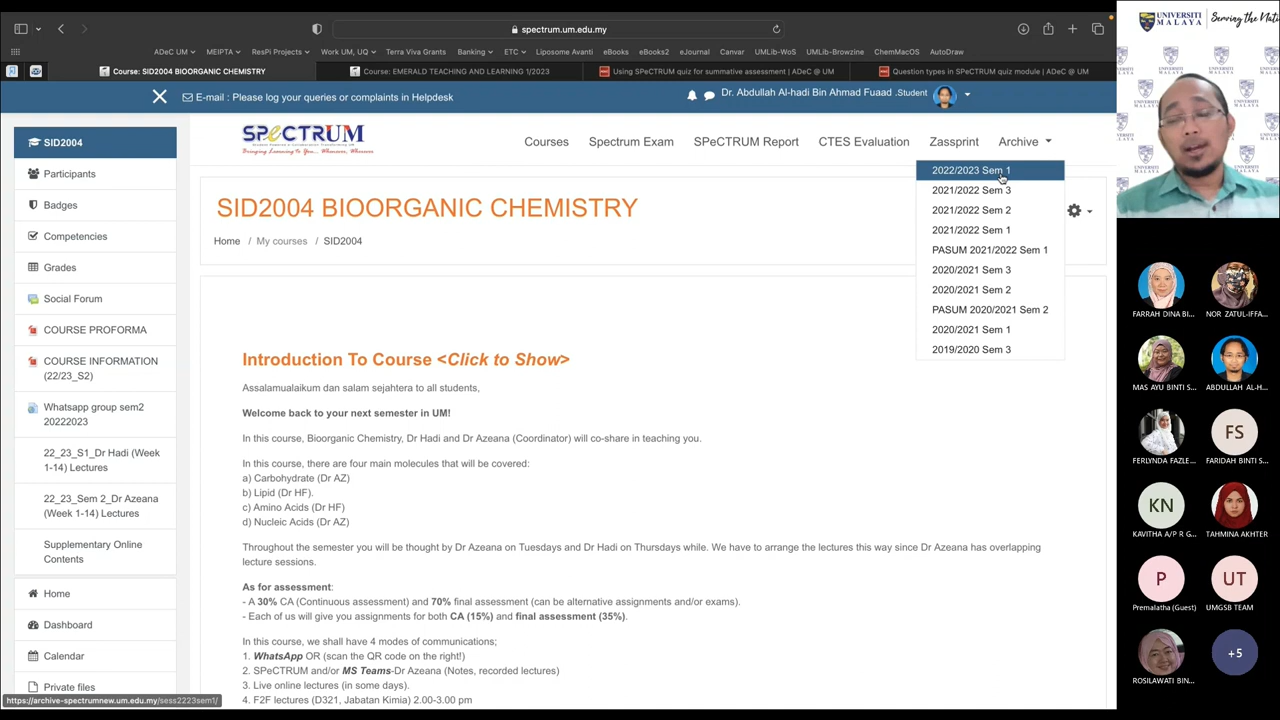 spectrum.um.edu.my
ADeC UM
MEIPTA
ResPi Projects
Work UM, UQ
Terra Viva Grants
Banking
ETC
Liposome Avanti
eBooks
eBooks2
eJournal
Canvar
UMLib-WoS
UMLib-Browzine
ChemMacOS
AutoDraw
Course: SID2004 BIOORGANIC CHEMISTRY
Course: EMERALD TEACHING AND LEARNING 1/2023
Using SPeCTRUM quiz for summative assessment | ADeC @ UM
Question types in SPeCTRUM quiz module | ADeC @ UM
E-mail : Please log your queries or complaints in Helpdesk
Dr. Abdullah Al-hadi Bin Ahmad Fuaad .Student
SPeCTRUM
Courses
Spectrum Exam
SPeCTRUM Report
CTES Evaluation
Zassprint
Archive
2022/2023 Sem 1
2021/2022 Sem 3
2021/2022 Sem 2
2021/2022 Sem 1
PASUM 2021/2022 Sem 1
2020/2021 Sem 3
2020/2021 Sem 2
PASUM 2020/2021 Sem 2
2020/2021 Sem 1
2019/2020 Sem 3
SID2004
Participants
Badges
Competencies
Grades
Social Forum
COURSE PROFORMA
COURSE INFORMATION
(22/23_S2)
Whatsapp group sem2
20222023
22_23_S1_Dr Hadi (Week
1-14) Lectures
22_23_Sem 2_Dr Azeana
(Week 1-14) Lectures
Supplementary Online
Contents
Home
Dashboard
Calendar
Private files
https://archive-spectrumnew.um.edu.my/sess2223sem1/
SID2004 BIOORGANIC CHEMISTRY
Home / My courses / SID2004
Introduction To Course <Click to Show>
Assalamualaikum dan salam sejahtera to all students,
Welcome back to your next semester in UM!
In this course, Bioorganic Chemistry, Dr Hadi and Dr Azeana (Coordinator) will co-share in teaching you.
In this course, there are four main molecules that will be covered:
a) Carbohydrate (Dr AZ)
b) Lipid (Dr HF).
c) Amino Acids (Dr HF)
d) Nucleic Acids (Dr AZ)
Throughout the semester you will be thought by Dr Azeana on Tuesdays and Dr Hadi on Thursdays while. We have to arrange the lectures this way since Dr Azeana has overlapping
lecture sessions.
As for assessment:
- A 30% CA (Continuous assessment) and 70% final assessment (can be alternative assignments and/or exams).
- Each of us will give you assignments for both CA (15%) and final assessment (35%).
In this course, we shall have 4 modes of communications;
1. WhatsApp OR (scan the QR code on the right!)
2. SPeCTRUM and/or MS Teams-Dr Azeana (Notes, recorded lectures)
3. Live online lectures (in some days).
4. F2F lectures (D321, Jabatan Kimia) 2.00-3.00 pm
UNIVERSITI
MALAYA
Serving the Nati
FARRAH DINA BI...
NOR ZATUL-IFFA...
MAS AYU BINTI S...
ABDULLAH AL-H...
FERLYNDA FAZLE...
FS
FARIDAH BINTI S...
KN
KAVITHA A/P R G...
TAHMINA AKHTER
P
Premalatha (Guest)
UT
UMGSB TEAM
ROSILAWATI BIN...
+5